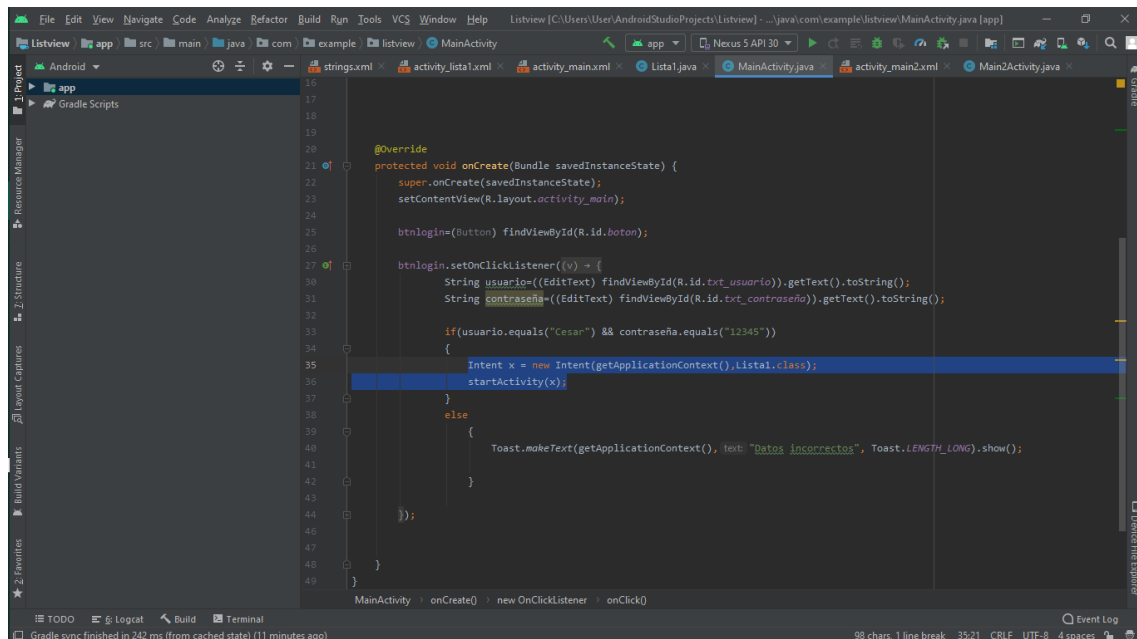 File Edit View Navigate Code Analyze Refactor Build Run Tools VCS Window Help Listview [C:\Users\User\AndroidStudioProjects\Listview] - ...\java\com\example\listview\MainActivity.java [app]
Listview app src main java com example listview MainActivity app Nexus 5 API 30
Android strings.xml activity_lista1.xml activity_main.xml Lista1.java MainActivity.java activity_main2.xml Main2Activity.java
1: Project
Resource Manager
Z: Structure
Layout Captures
Build Variants
2: Favorites
app
Gradle Scripts
16
17
18
19
20 @Override
21 protected void onCreate(Bundle savedInstanceState) {
22 super.onCreate(savedInstanceState);
23 setContentView(R.layout.activity_main);
24
25 btnlogin=(Button) findViewById(R.id.boton);
26
27 btnlogin.setOnClickListener((v) → {
30 String usuario=((EditText) findViewById(R.id.txt_usuario)).getText().toString();
31 String contraseña=((EditText) findViewById(R.id.txt_contraseña)).getText().toString();
32
33 if(usuario.equals("Cesar") && contraseña.equals("12345"))
34 {
35 Intent x = new Intent(getApplicationContext(),Lista1.class);
36 startActivity(x);
37 }
38 else
39 {
40 Toast.makeText(getApplicationContext(), text: "Datos incorrectos", Toast.LENGTH_LONG).show();
41
42 }
43
44 });
46
47
48 }
49 }
MainActivity onCreate() new OnClickListener onClick()
Gradle
Device File Explorer
TODO 6: Logcat Build Terminal Event Log
Gradle sync finished in 242 ms (from cached state) (11 minutes ago) 98 chars, 1 line break 35:21 CRLF UTF-8 4 spaces